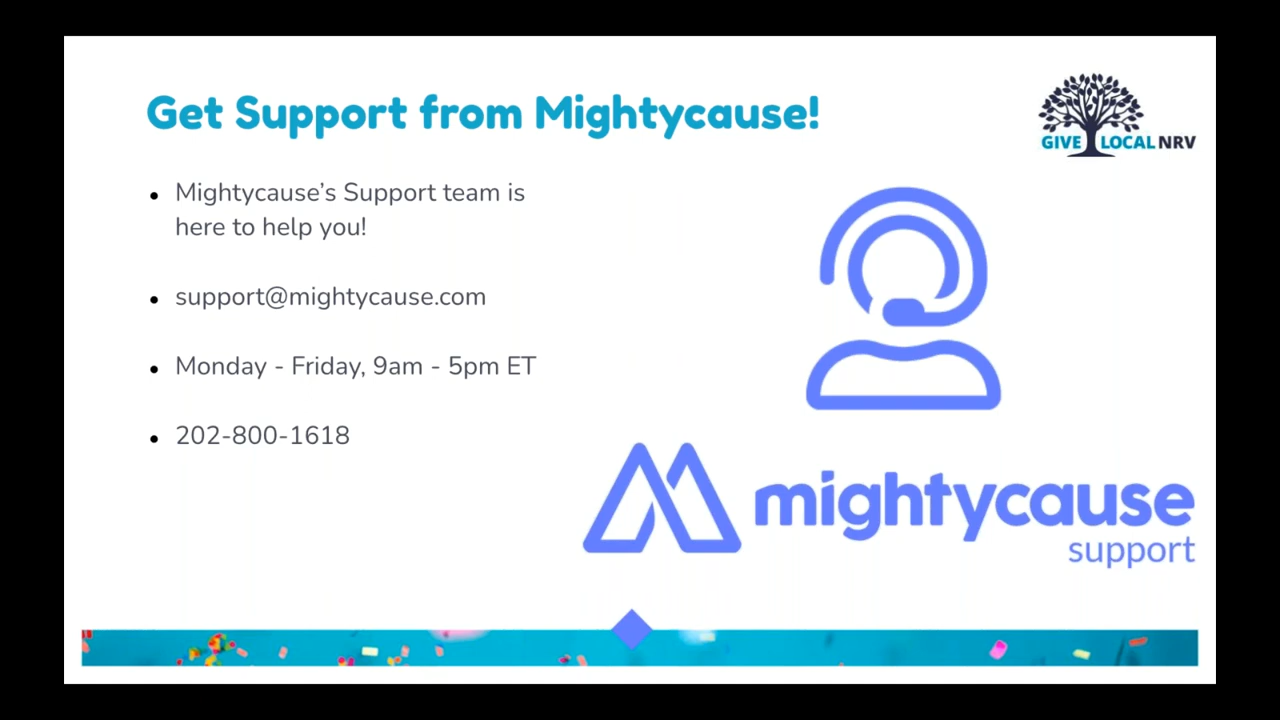 Get Support from Mightycause!
GIVE LOCAL NRV
• Mightycause’s Support team is
here to help you!
• support@mightycause.com
• Monday - Friday, 9am - 5pm ET
• 202-800-1618
mightycause
support